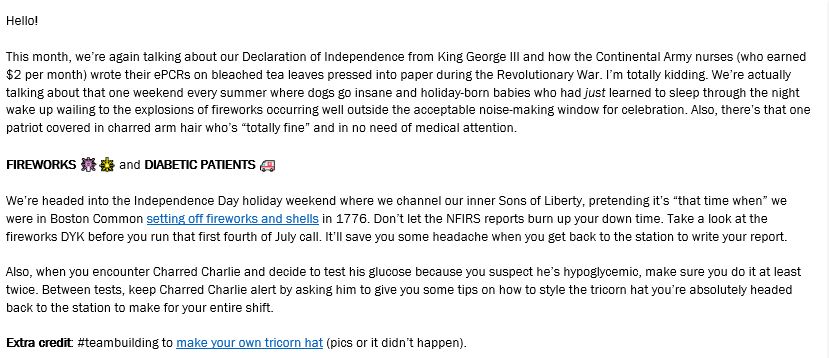 Hello!
This month, we're again talking about our Declaration of Independence from King George III and how the Continental Army nurses (who earned
$2 per month) wrote their ePCRs on bleached tea leaves pressed into paper during the Revolutionary War. I'm totally kidding. We're actually
talking about that one weekend every summer where dogs go insane and holiday-born babies who had just learned to sleep through the night
wake up wailing to the explosions of fireworks occurring well outside the acceptable noise-making window for celebration. Also, there's that one
patriot covered in charred arm hair who's "totally fine" and in no need of medical attention.
FIREWORKS and DIABETIC PATIENTS
We're headed into the Independence Day holiday weekend where we channel our inner Sons of Liberty, pretending it's "that time when" we
were in Boston Common setting off fireworks and shells in 1776. Don't let the NFIRS reports burn up your down time. Take a look at the
fireworks DYK before you run that first fourth of July call. It'll save you some headache when you get back to the station to write your report.
Also, when you encounter Charred Charlie and decide to test his glucose because you suspect he's hypoglycemic, make sure you do it at least
twice. Between tests, keep Charred Charlie alert by asking him to give you some tips on how to style the tricorn hat you're absolutely headed
back to the station to make for your entire shift.
Extra credit: #teambuilding to make your own tricorn hat (pics or it didn't happen).